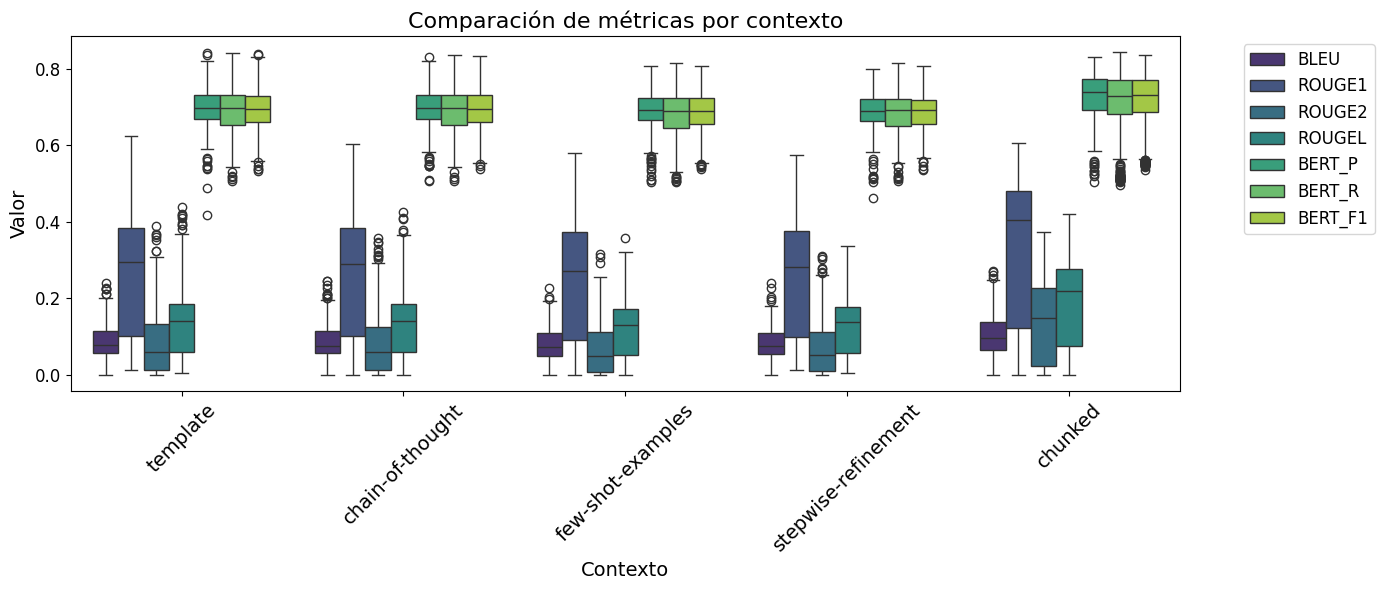 Comparación de métricas por contexto
Valor
0.8
0.6
0.4
0.2
0.0
template
chain-of-thought
few-shot-examples
stepwise-refinement
chunked
Contexto
BLEU
ROUGE1
ROUGE2
ROUGEL
BERT_P
BERT_R
BERT_F1